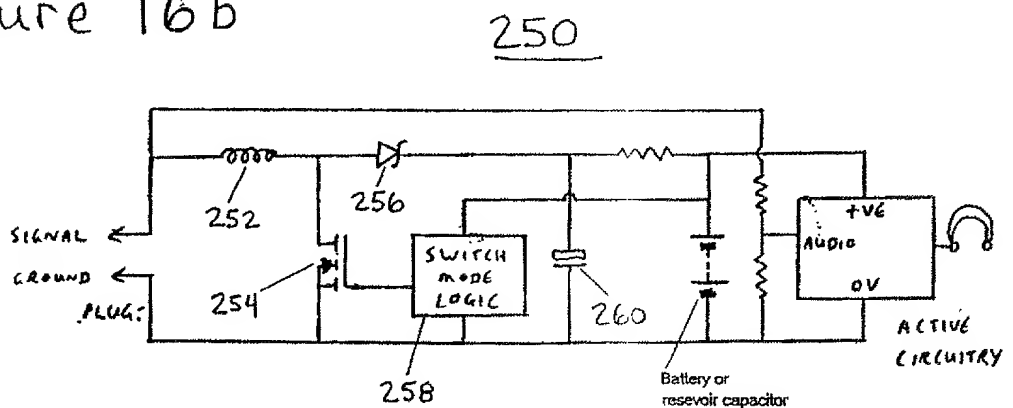 ure 16b
250
252
256
SIGNAL
GROUND
PLUG:
254
SWITCH
MODE
LOGIC
258
260
+VE
AUDIO
0V
ACTIVE
CIRCUITRY
Battery or
resevoir capacitor